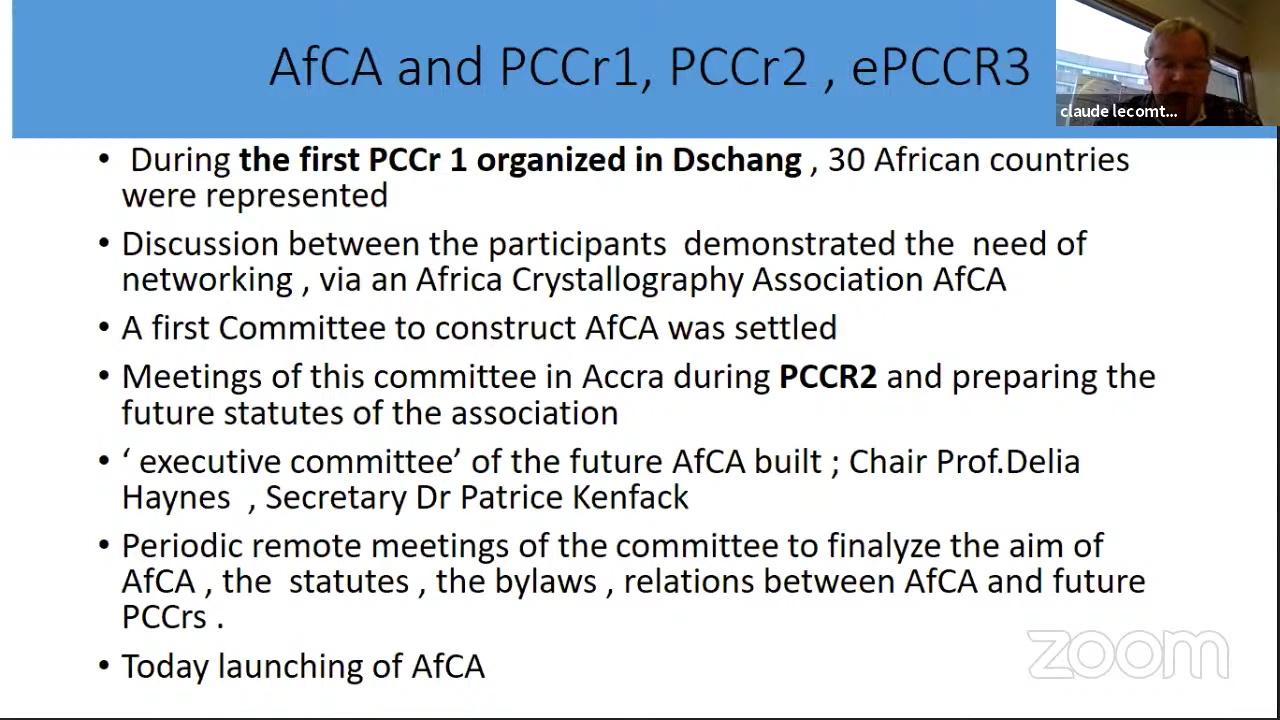 AfCA and PCCr1, PCCr2 , ePCCR3
claude lecomt...
• During the first PCCr 1 organized in Dschang , 30 African countries
were represented
• Discussion between the participants demonstrated the need of
networking , via an Africa Crystallography Association AfCA
• A first Committee to construct AfCA was settled
• Meetings of this committee in Accra during PCCR2 and preparing the
future statutes of the association
• ‘ executive committee’ of the future AfCA built ; Chair Prof.Delia
Haynes , Secretary Dr Patrice Kenfack
• Periodic remote meetings of the committee to finalyze the aim of
AfCA , the statutes , the bylaws , relations between AfCA and future
PCCrs .
• Today launching of AfCA
zoom